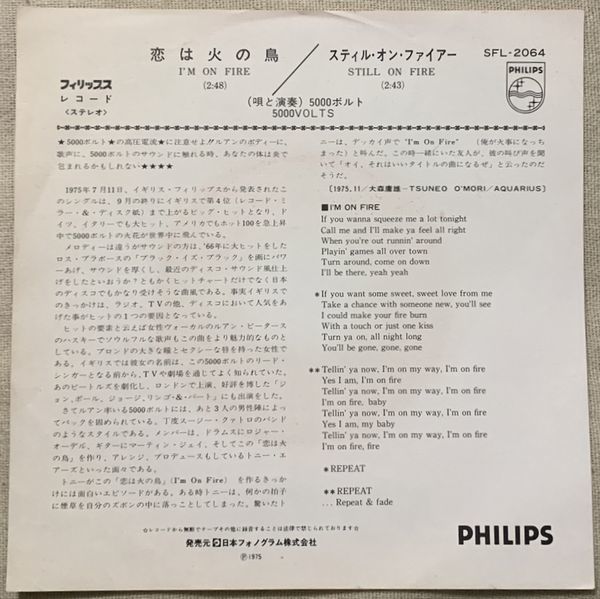 恋は火の鳥
I'M ON FIRE
(2:48)
スティル・オン・ファイアー
STILL ON FIRE
(2:43)
SFL-2064
PHILIPS
フィリップス
レコード
〈ステレオ〉
(唄と演奏) 5000ボルト
5000VOLTS
★5000ボルト★の高圧電流★に注意せよグルアンのボディーに、
歌声に、5000ボルトのサウンドに触れる時、あなたの体は炎で
包まれるかもしれない★★★★
1975年7月11日、イギリス・フィリップスから発表されたこ
のシングルは、9月の終りにイギリスで第4位(レコード・ミ
ラー・&・ディスク紙)まで上がるビッグ・ヒットとなり、ド
イツ、イタリーでも大ヒット、アメリカでもホット100を急上昇
中で5000ボルトの火花が世界中に飛んでいる。
メロディーは違うがサウンドの方は、'66年に大ヒットをした
ロス・ブラボースの「ブラック・イズ・ブラック」を画にパワ
ーあげ、サウンドを厚くし、最近のディスコ・サウンド風仕上
げをしたといおうか？ともかくヒットチャートだけでなく日本
のディスコでもかなり受けそうな曲風である。事実イギリスで
のきっかけは、ラジオ、TVの他、ディスコにおいて人気をあ
げた事がヒットの1つの要因となっている。
ヒットの要素と云えば女性ヴォーカルのルアン・ピータース
のハスキーでソウルフルな歌声もこの曲をより魅力的なものと
している。ブロンドの大きな瞳とセクシーな唇を持った女性で
ある。イギリスでは彼女の名前は、この5000ボルトのリード・
シンガーとなる前から、TVや劇場を通じてよく知られていた。
あのビートルズを劇化し、ロンドンで上演、好評を博した「ジ
ョン、ポール、ジョージ、リンゴ・&・バート」にも出演をした。
さてルアン率いる5000ボルトには、あと3人の男性陣によっ
てバックを固められている。丁度スージー・クァトロのバンド
のようなスタイルである。メンバーは、ドラムスにロジャー・
オーデル、ギターにマーティン・ジェイ、そしてこの「恋は火
の鳥」を作り、アレンジ、プロデュースもしているトニー・エ
アーズといった面々である。
トニーがこの「恋は火の鳥」(I'm On Fire)を作るきっか
けには面白いエピソードがある。ある時トニーは、何かの拍子
に煙草を自分のズボンの中に落っことしてしまった。驚いたト
ニーは、デッカイ声で "I'm On Fire"(俺が火事になっち
まった)と叫んだ。この時一緒にいた友人が、彼の叫び声を聞
いて「オイ、それはいいタイトルの曲になるぜ」と云ったのだ
そうだ。
〔1975.11/大森庸雄-TSUNEO O'MORI/AQUARIUS〕
■I'M ON FIRE
If you wanna squeeze me a lot tonight
Call me and I'll make ya feel all right
When you're out runnin' around
Playin' games all over town
Turn around, come on down
I'll be there, yeah yeah
*If you want some sweet, sweet love from me
Take a chance with someone new, you'll see
I could make your fire burn
With a touch or just one kiss
Turn ya on, all night long
You'll be gone, gone, gone
**Tellin' ya now, I'm on my way, I'm on fire
Yes I am, I'm on fire
Tellin' ya now, I'm on my way, I'm on fire
I'm on fire, baby
Tellin' ya now, I'm on my way, I'm on fire
Yes I am, my baby
Tellin' ya now, I'm on my way, I'm on fire
I'm on fire, fire
*REPEAT
**REPEAT
... Repeat & fade
☆レコードから無断でテープその他に録音することは法律で禁じられております☆
発売元 日本フォノグラム株式会社
Ⓟ1975
PHILIPS